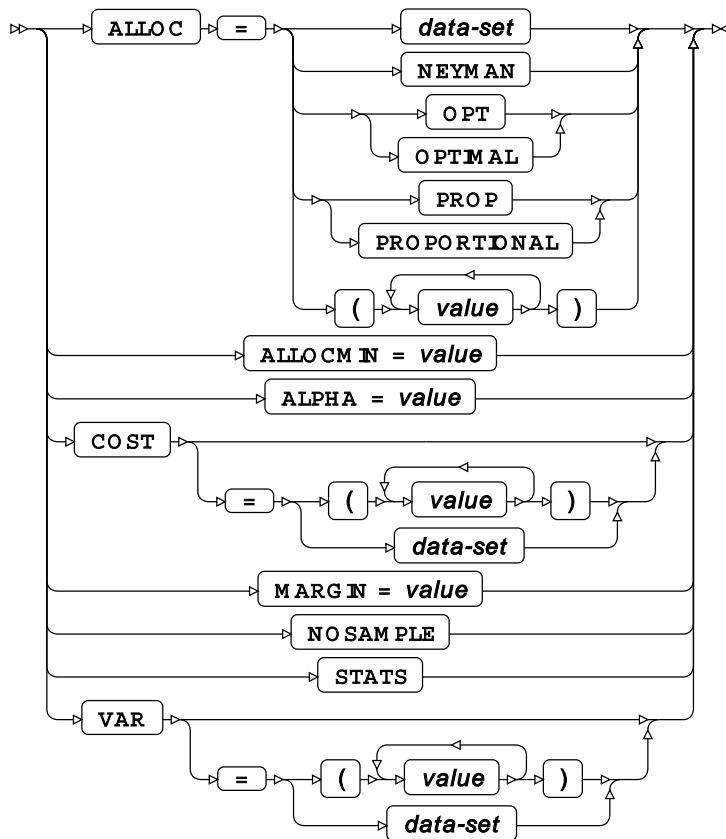 ALLOC = data-set
NEYMAN
OPT
OPTIMAL
PROP
PROPORTIONAL
( value )
ALLOCMIN = value
ALPHA = value
COST
= ( value )
data-set
MARGIN = value
NOSAMPLE
STATS
VAR
= ( value )
data-set